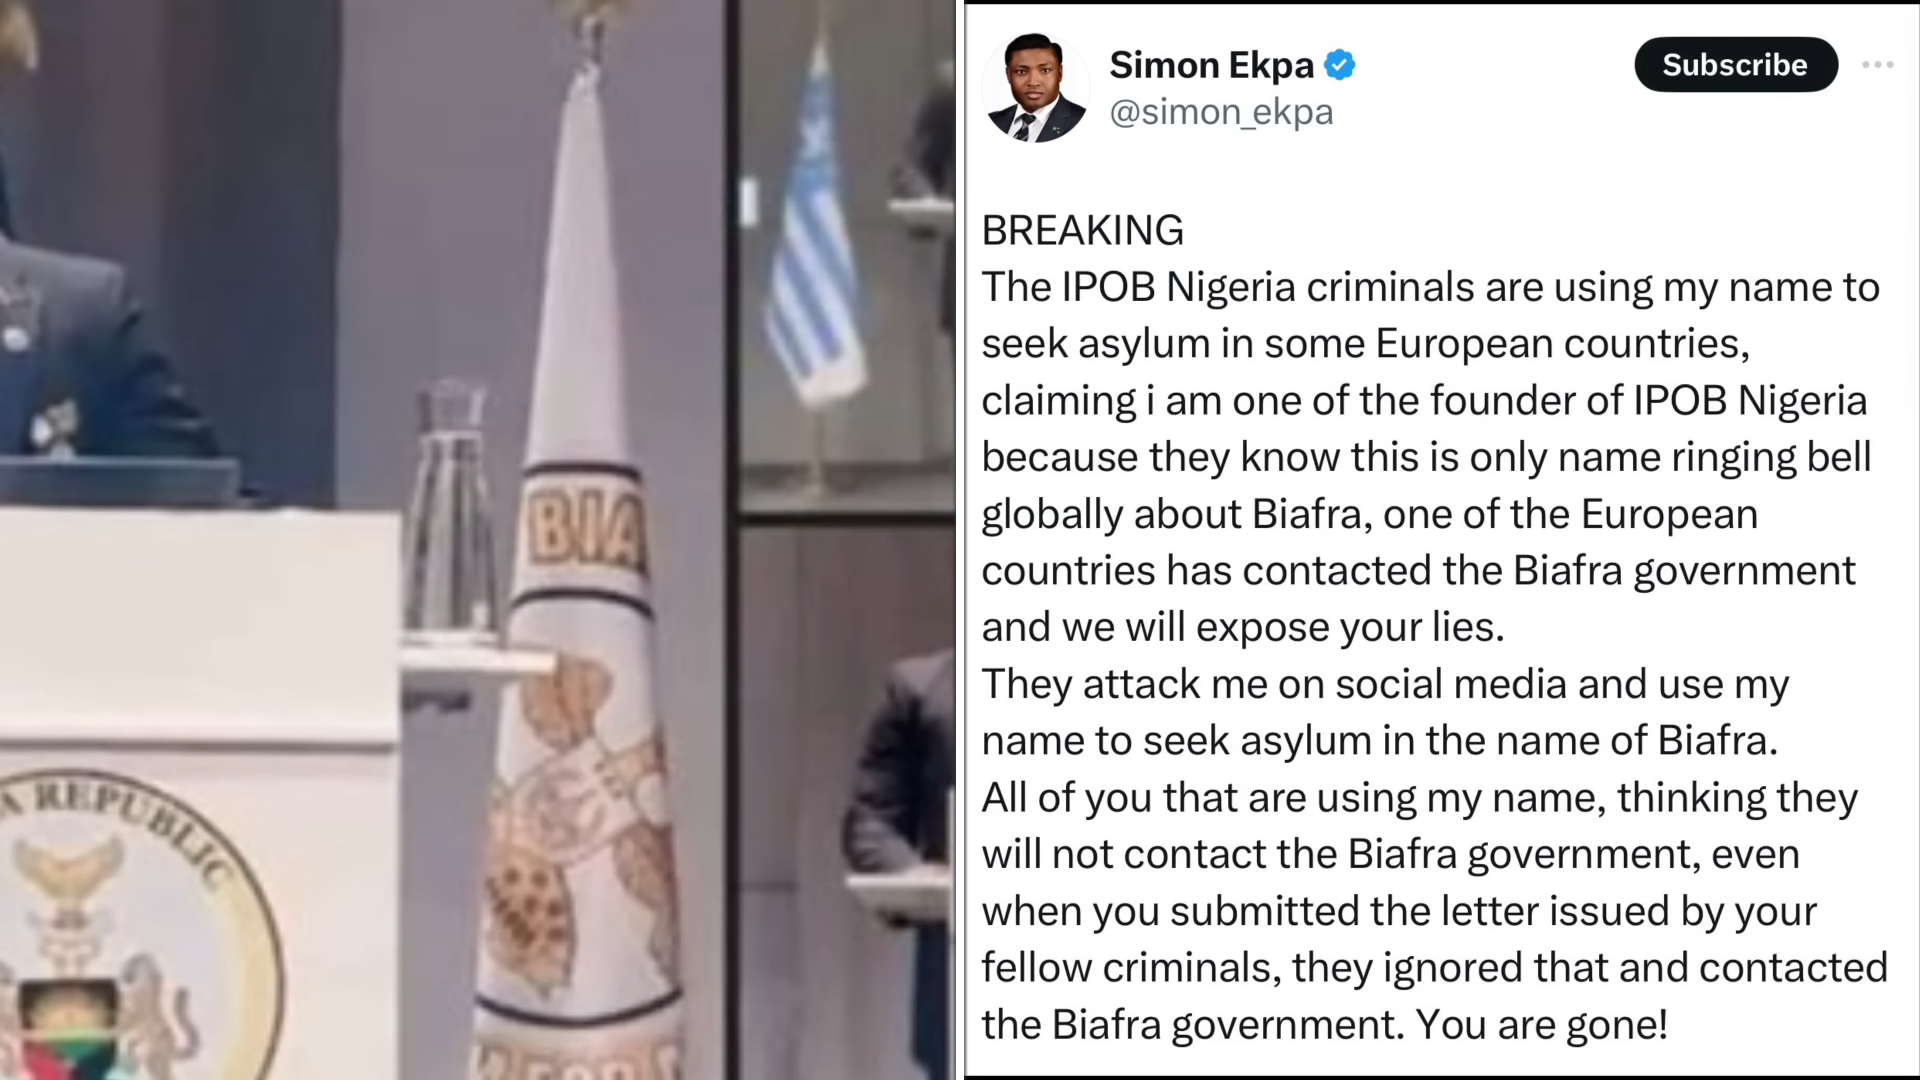 BIA
A REPUBLIC
Simon Ekpa
@simon_ekpa
Subscribe
BREAKING
The IPOB Nigeria criminals are using my name to
seek asylum in some European countries,
claiming i am one of the founder of IPOB Nigeria
because they know this is only name ringing bell
globally about Biafra, one of the European
countries has contacted the Biafra government
and we will expose your lies.
They attack me on social media and use my
name to seek asylum in the name of Biafra.
All of you that are using my name, thinking they
will not contact the Biafra government, even
when you submitted the letter issued by your
fellow criminals, they ignored that and contacted
the Biafra government. You are gone!